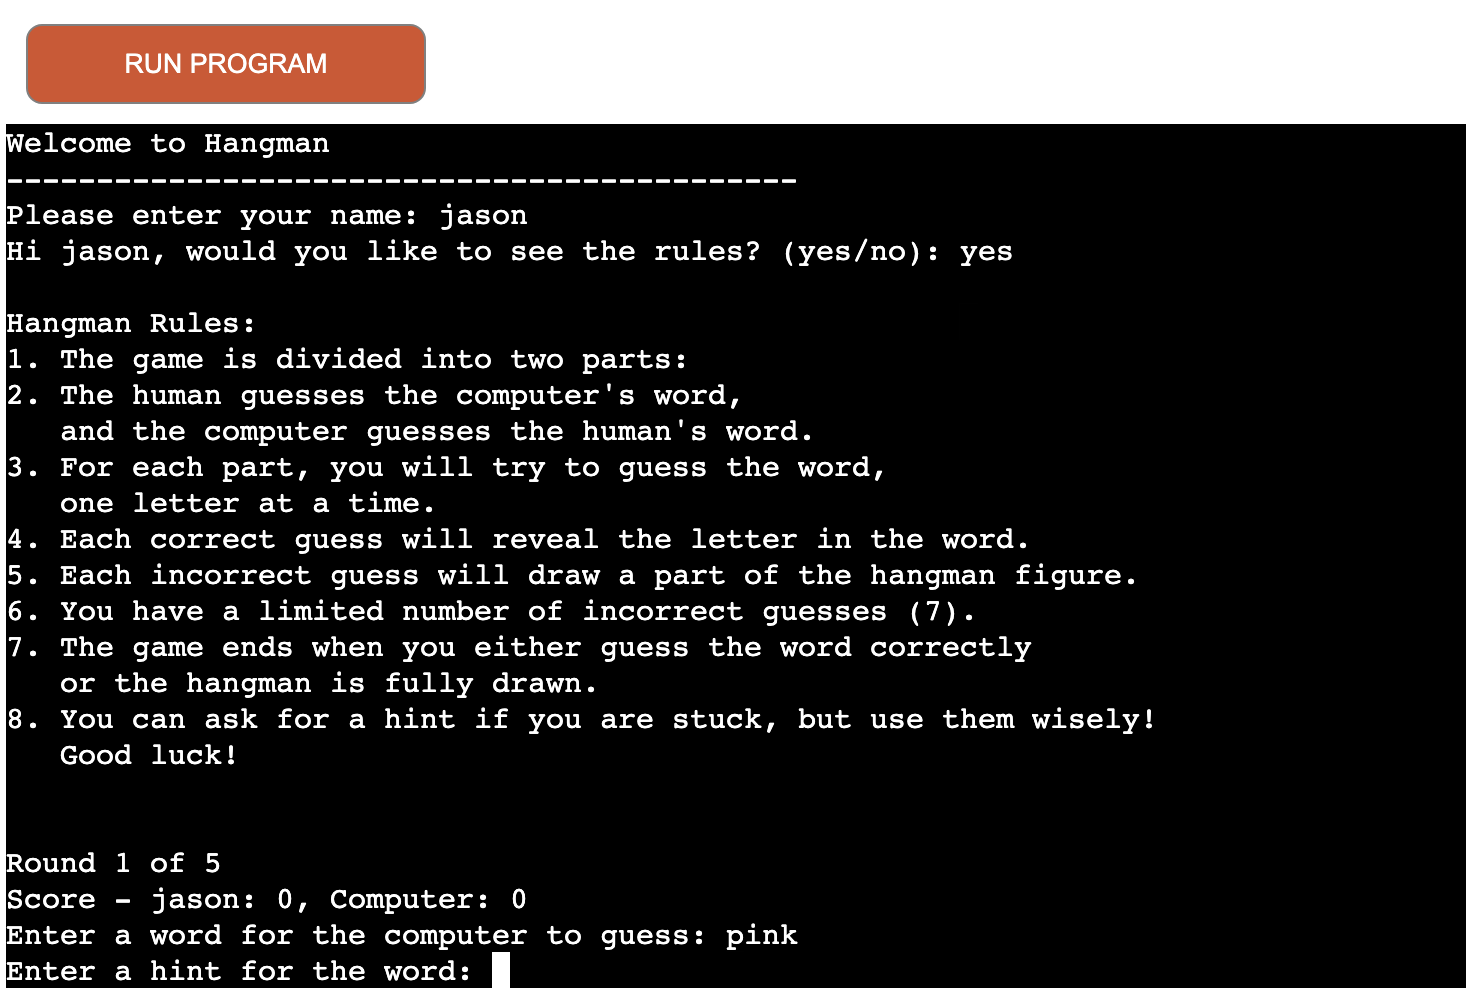 RUN PROGRAM
Welcome to Hangman
--------------------------------------------
Please enter your name: jason
Hi jason, would you like to see the rules? (yes/no): yes
Hangman Rules:
1. The game is divided into two parts:
2. The human guesses the computer's word,
   and the computer guesses the human's word.
3. For each part, you will try to guess the word,
   one letter at a time.
4. Each correct guess will reveal the letter in the word.
5. Each incorrect guess will draw a part of the hangman figure.
6. You have a limited number of incorrect guesses (7).
7. The game ends when you either guess the word correctly
   or the hangman is fully drawn.
8. You can ask for a hint if you are stuck, but use them wisely!
   Good luck!
Round 1 of 5
Score - jason: 0, Computer: 0
Enter a word for the computer to guess: pink
Enter a hint for the word: